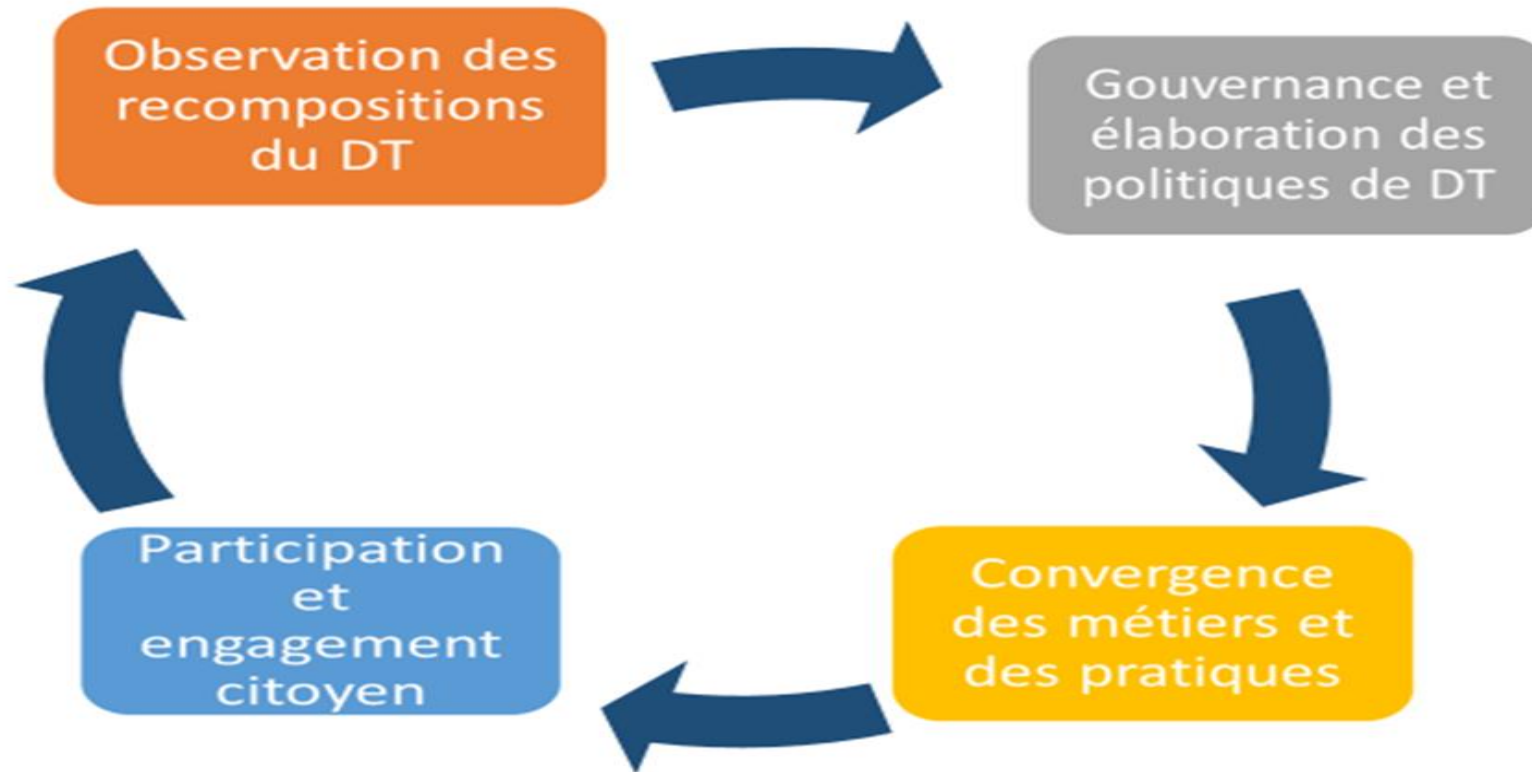 Observation des
recompositions
du DT
Gouvernance et
élaboration des
politiques de DT
Convergence
des métiers et
des pratiques
Participation
et
engagement
citoyen